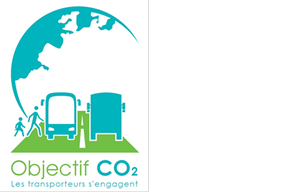 Objectif CO2
Les transporteurs s'engagent